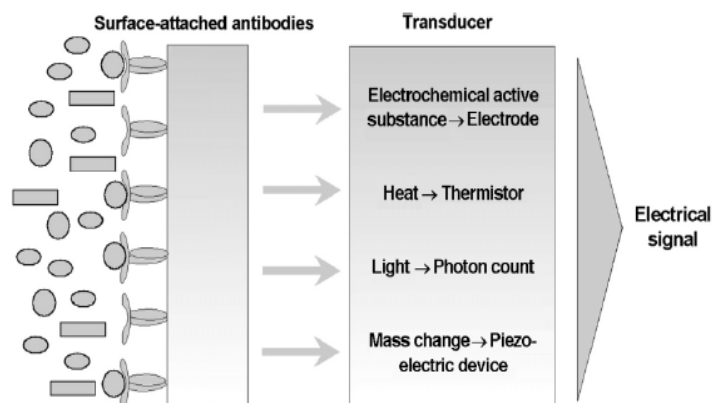 Surface-attached antibodies
Transducer
Electrochemical active
substance → Electrode
Heat → Thermistor
Light → Photon count
Mass change → Piezo-
electric device
Electrical
signal